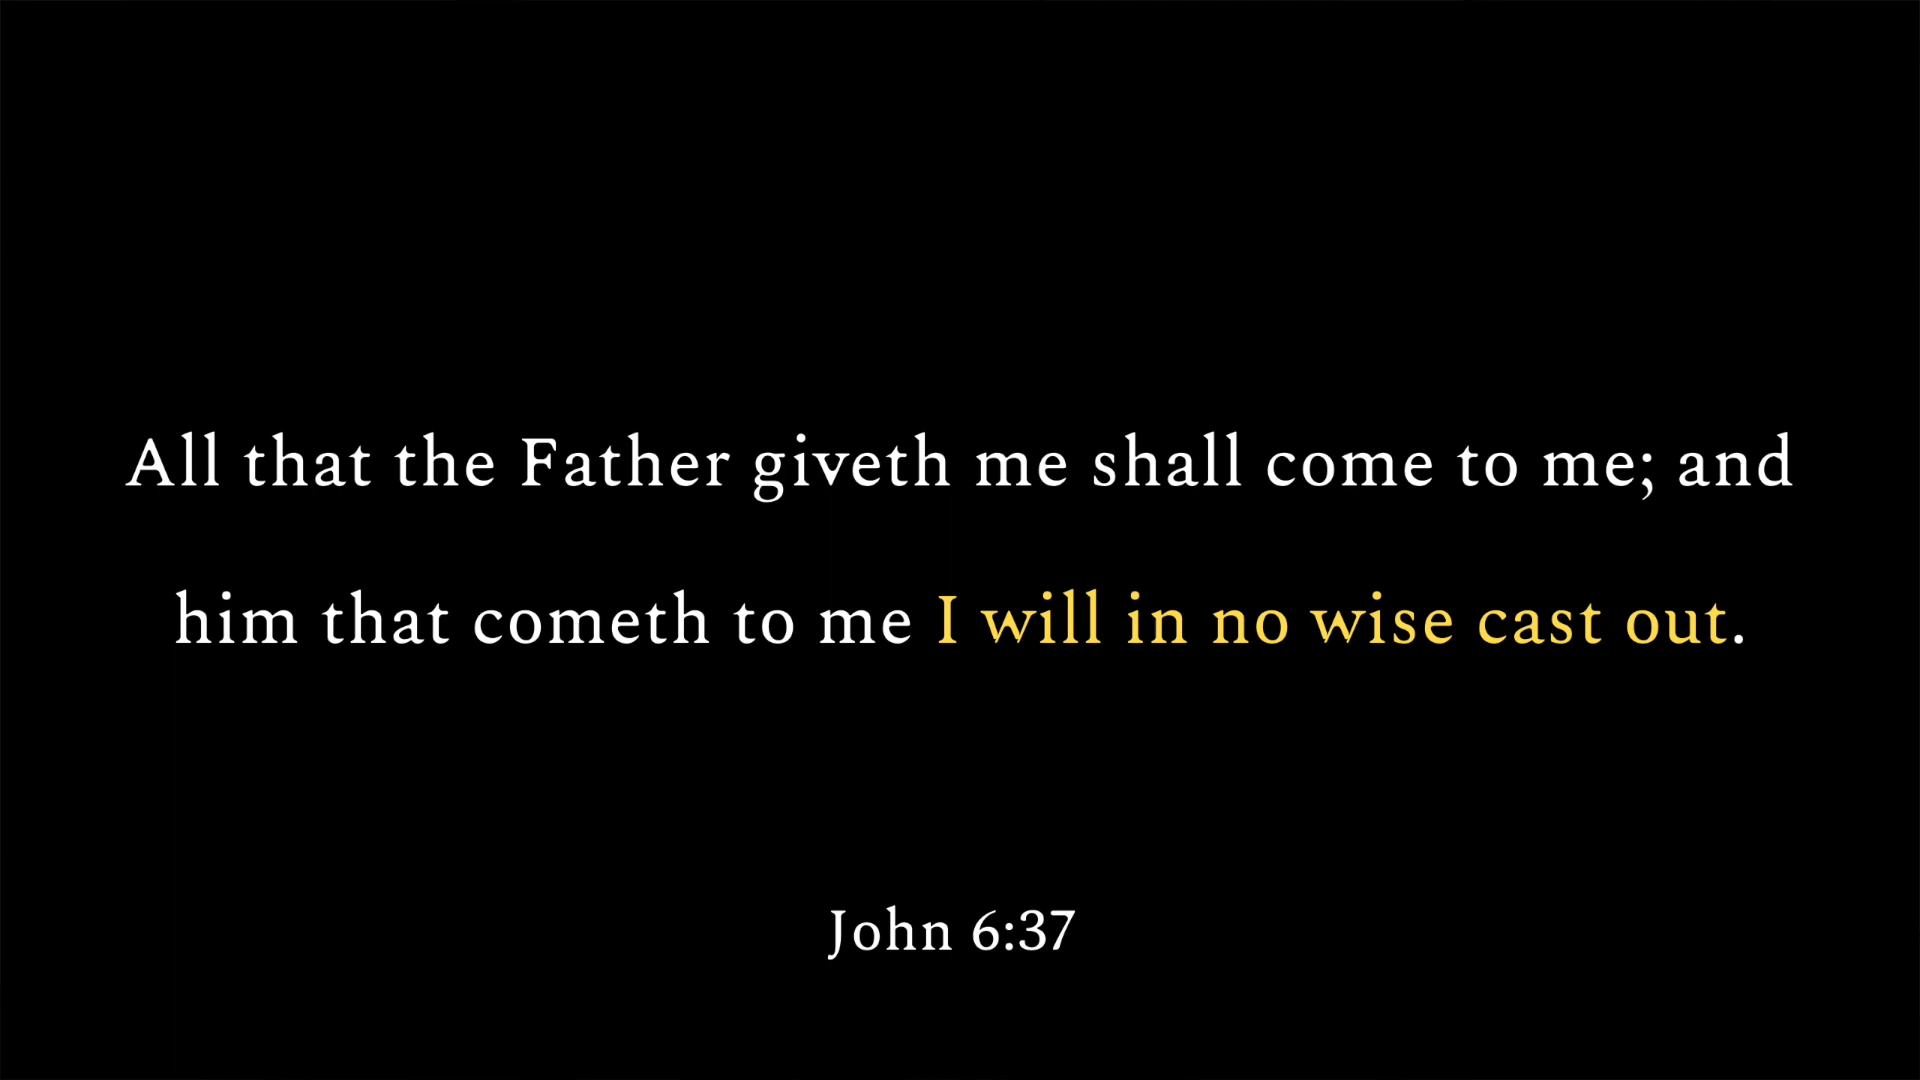 All that the Father giveth me shall come to me; and
him that cometh to me I will in no wise cast out.
John 6:37